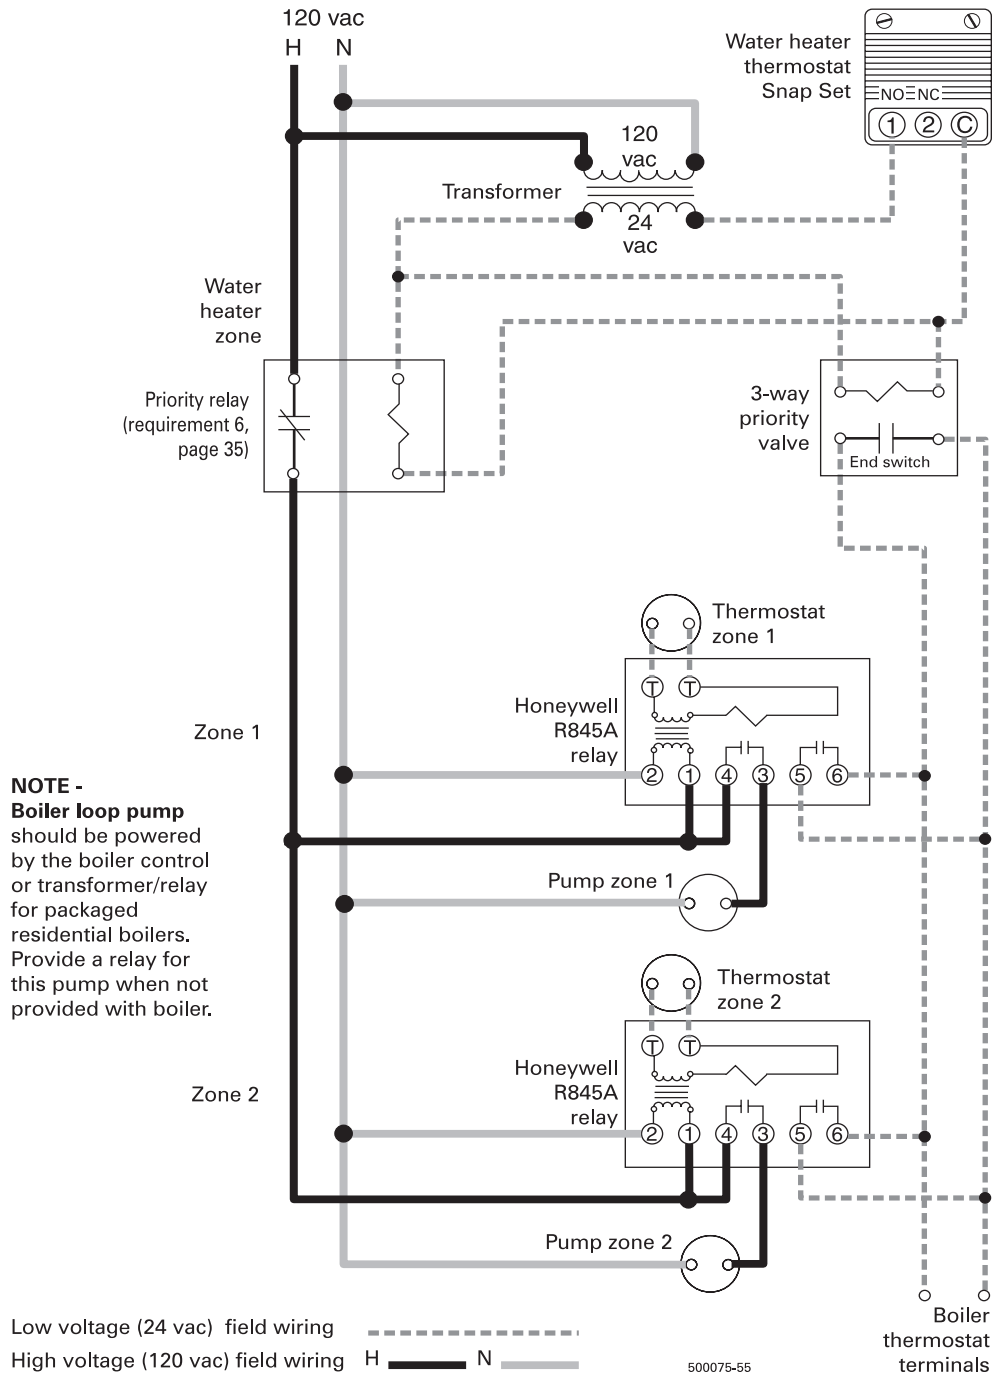 120 vac
H N
Water heater
thermostat
Snap Set
NO NC
1 2 C
120
vac
Transformer
24
vac
Water
heater
zone
Priority relay
(requirement 6,
page 35)
3-way
priority
valve
End switch
Thermostat
zone 1
T T
Honeywell
R845A
relay
Zone 1
2 1 4 3 5 6
NOTE -
Boiler loop pump
should be powered
by the boiler control
or transformer/relay
for packaged
residential boilers.
Provide a relay for
this pump when not
provided with boiler.
Pump zone 1
Thermostat
zone 2
T T
Honeywell
R845A
relay
Zone 2
2 1 4 3 5 6
Pump zone 2
Boiler
thermostat
terminals
Low voltage (24 vac) field wiring
High voltage (120 vac) field wiring H N
500075-55